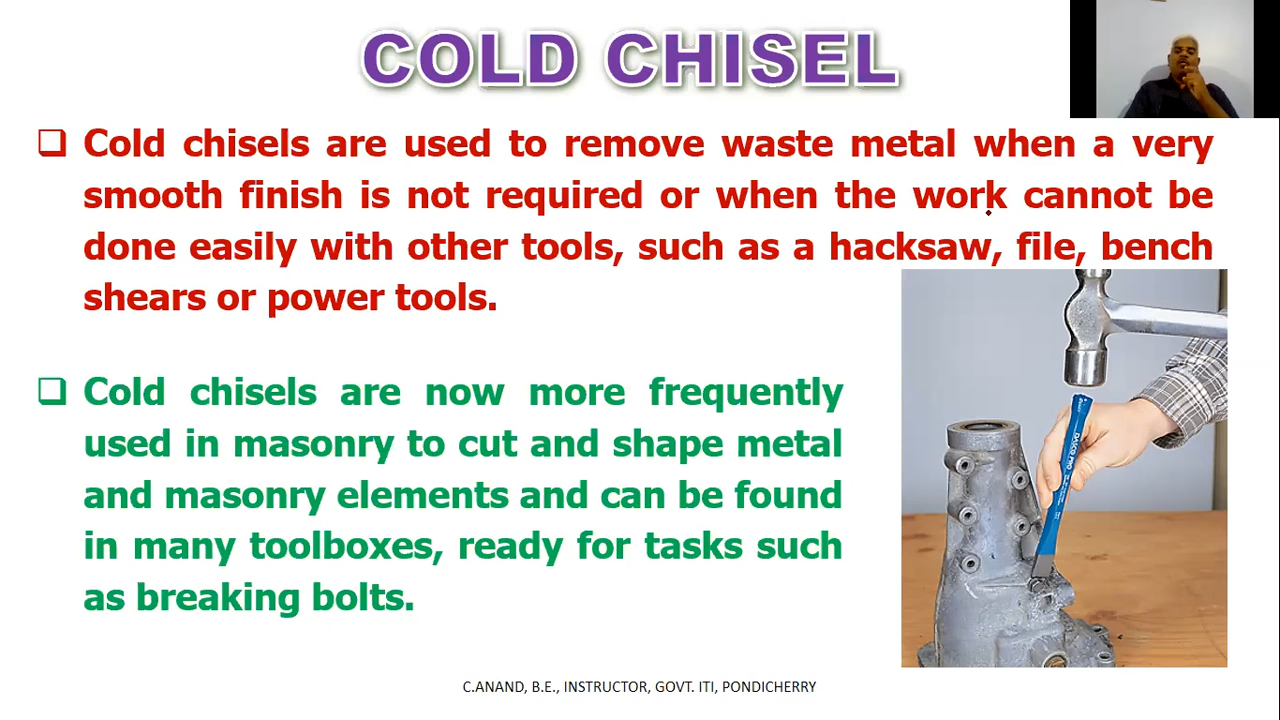 COLD CHISEL
❑ Cold chisels are used to remove waste metal when a very
smooth finish is not required or when the work cannot be
done easily with other tools, such as a hacksaw, file, bench
shears or power tools.
❑ Cold chisels are now more frequently
used in masonry to cut and shape metal
and masonry elements and can be found
in many toolboxes, ready for tasks such
as breaking bolts.
DASCO PRO
C.ANAND, B.E., INSTRUCTOR, GOVT. ITI, PONDICHERRY